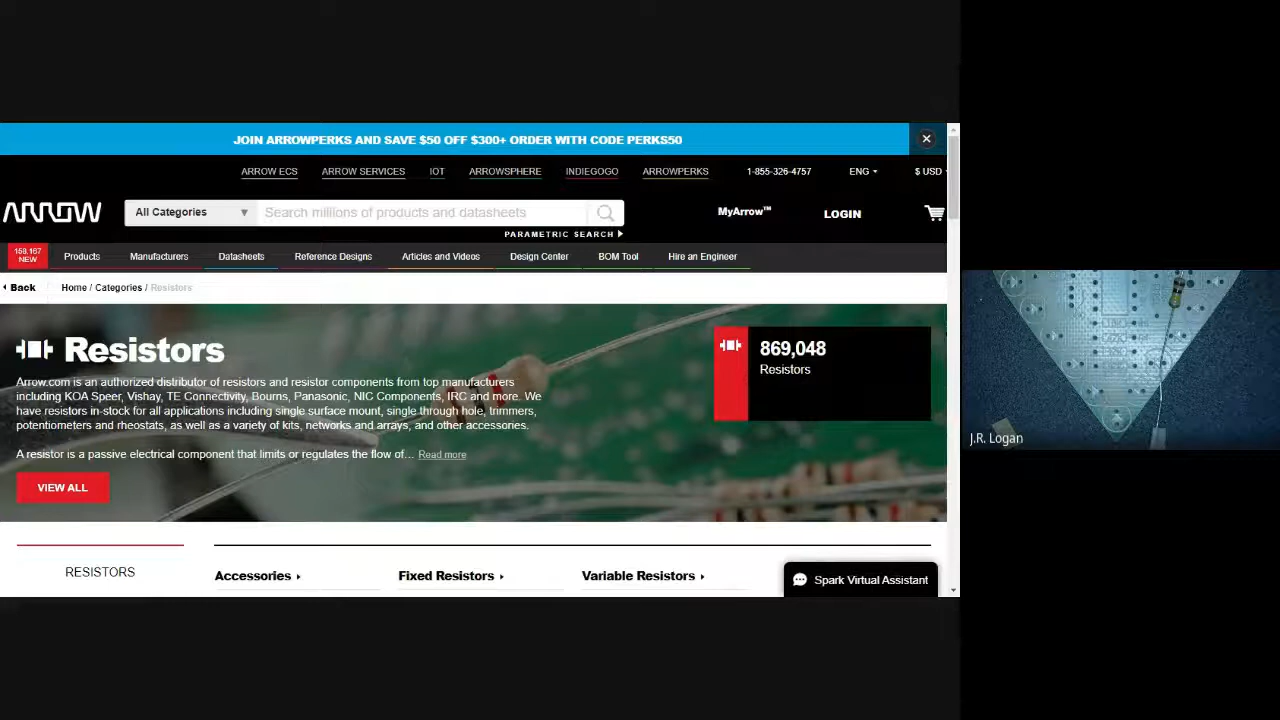 JOIN ARROWPERKS AND SAVE $50 OFF $300+ ORDER WITH CODE PERKS50
ARROW ECS ARROW SERVICES IOT ARROWSPHERE INDIEGOGO ARROWPERKS 1-855-326-4757 ENG $ USD
ARROW All Categories Search millions of products and datasheets MyArrow™ LOGIN
PARAMETRIC SEARCH
158,167
NEW
Products Manufacturers Datasheets Reference Designs Articles and Videos Design Center BOM Tool Hire an Engineer
Back Home / Categories / Resistors
Resistors
869,048
Resistors
Arrow.com is an authorized distributor of resistors and resistor components from top manufacturers
including KOA Speer, Vishay, TE Connectivity, Bourns, Panasonic, NIC Components, IRC and more. We
have resistors in-stock for all applications including single surface mount, single through hole, trimmers,
potentiometers and rheostats, as well as a variety of kits, networks and arrays, and other accessories.
A resistor is a passive electrical component that limits or regulates the flow of... Read more
VIEW ALL
RESISTORS
Accessories
Fixed Resistors
Variable Resistors
Spark Virtual Assistant
J.R. Logan